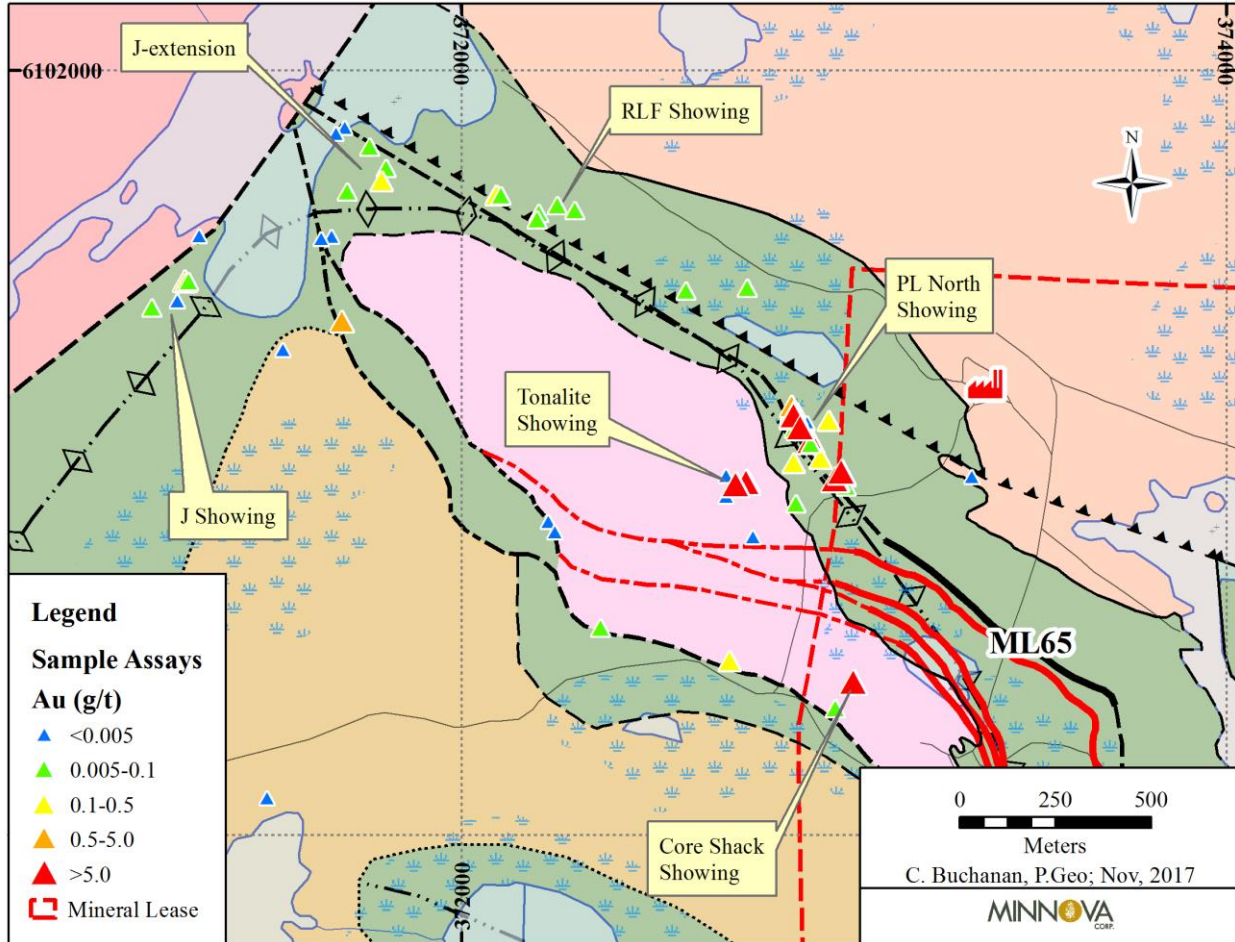 372000
374000
6102000
J-extension
RLF Showing
N
PL North
Showing
Tonalite
Showing
J Showing
ML65
Core Shack
Showing
372000
Legend
Sample Assays
Au (g/t)
<0.005
0.005-0.1
0.1-0.5
0.5-5.0
>5.0
Mineral Lease
0 250 500
Meters
C. Buchanan, P.Geo; Nov, 2017
MINNOVA
CORP.